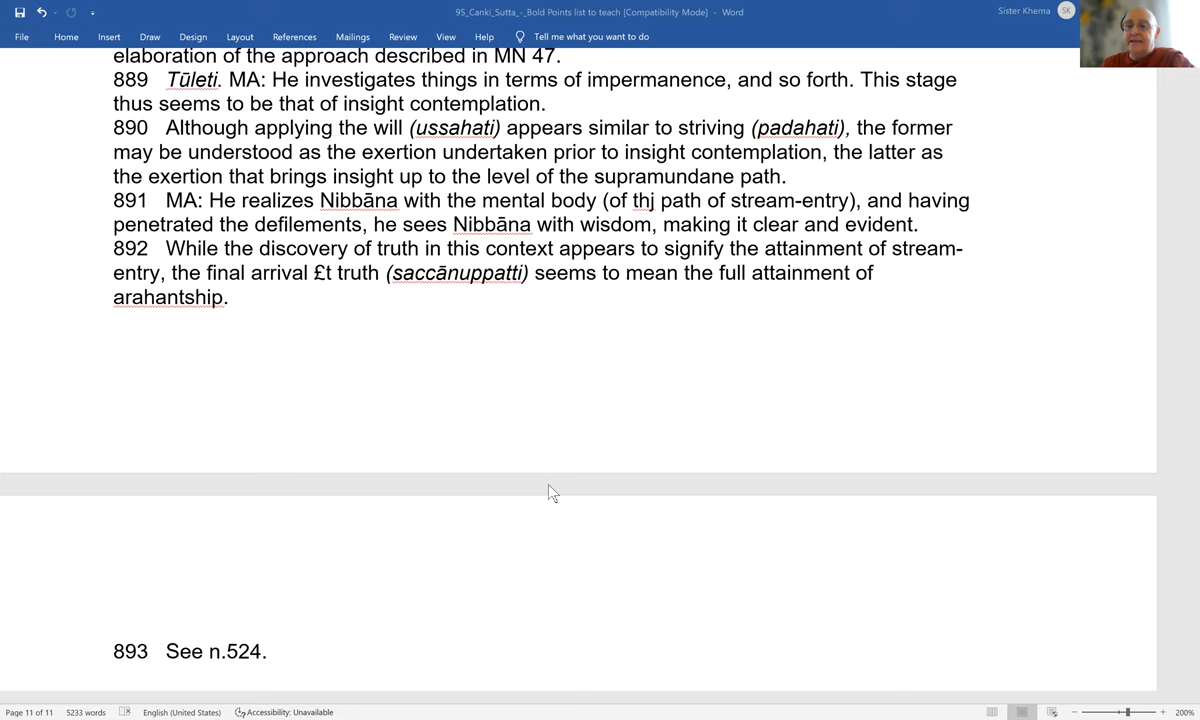 95_Canki_Sutta_-_Bold Points list to teach [Compatibility Mode] - Word
Sister Khema
SK
File Home Insert Draw Design Layout References Mailings Review View Help Tell me what you want to do
elaboration of the approach described in MN 47.
889 Tūleti. MA: He investigates things in terms of impermanence, and so forth. This stage
thus seems to be that of insight contemplation.
890 Although applying the will (ussahati) appears similar to striving (padahati), the former
may be understood as the exertion undertaken prior to insight contemplation, the latter as
the exertion that brings insight up to the level of the supramundane path.
891 MA: He realizes Nibbāna with the mental body (of thj path of stream-entry), and having
penetrated the defilements, he sees Nibbāna with wisdom, making it clear and evident.
892 While the discovery of truth in this context appears to signify the attainment of stream-
entry, the final arrival £t truth (saccānuppatti) seems to mean the full attainment of
arahantship.
893 See n.524.
Page 11 of 11 5233 words English (United States) Accessibility: Unavailable 200%